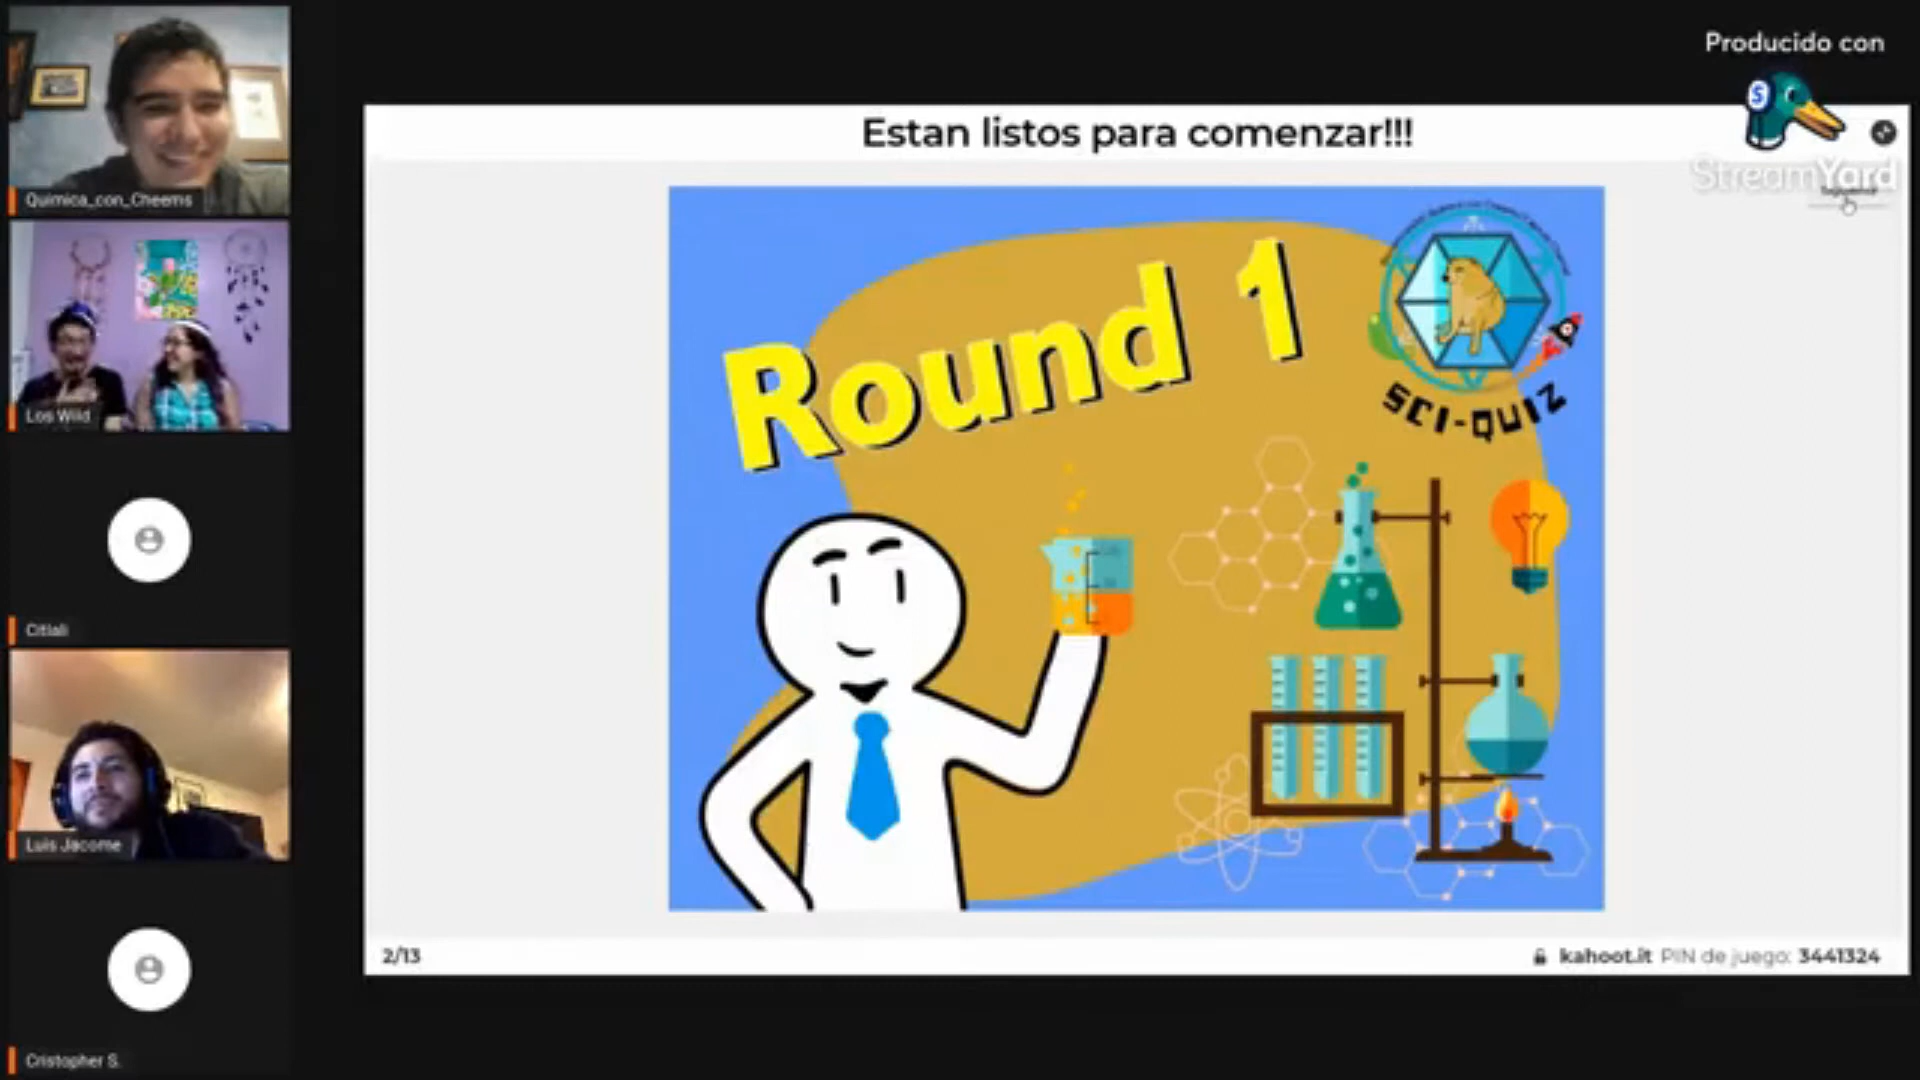 Producido con
StreamYard
Estan listos para comenzar!!!
Round 1
SCI-QUIZ
Quimica_con_Cheems
Los Wild
Citlali
Luis Jacome
Cristopher S.
2/13
kahoot.it PIN de juego: 3441324